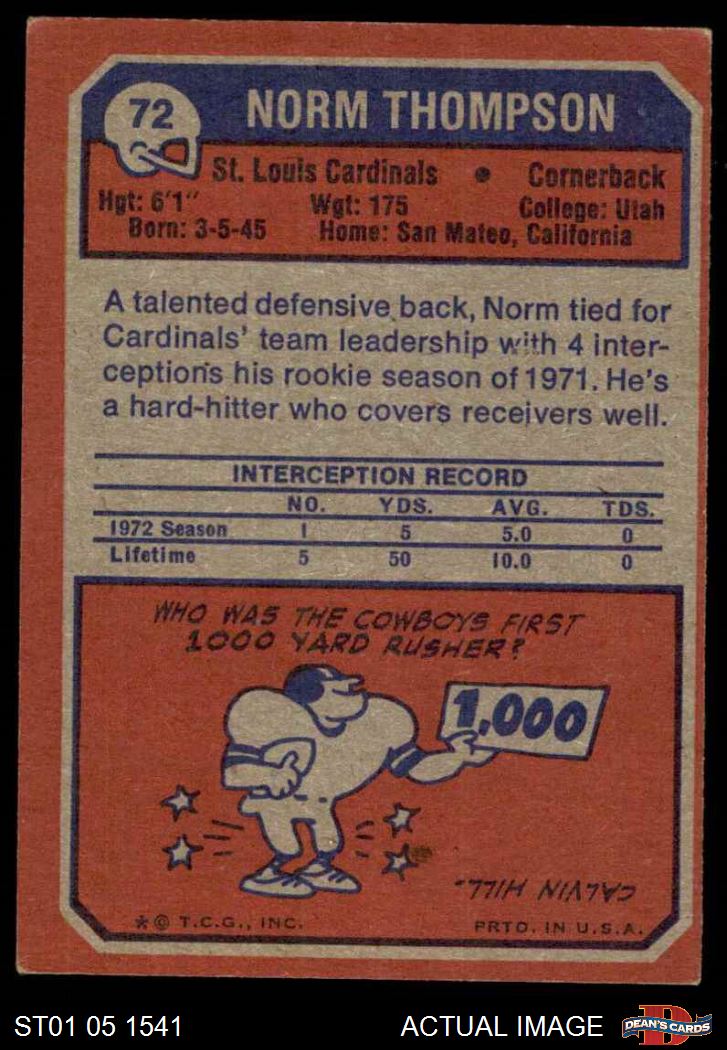 72
NORM THOMPSON
St. Louis Cardinals • Cornerback
Hgt: 6'1" Wgt: 175 College: Utah
Born: 3-5-45 Home: San Mateo, California
A talented defensive back, Norm tied for
Cardinals' team leadership with 4 inter-
ceptions his rookie season of 1971. He's
a hard-hitter who covers receivers well.
INTERCEPTION RECORD
NO. YDS. AVG. TDS.
1972 Season 1 5 5.0 0
Lifetime 5 50 10.0 0
WHO WAS THE COWBOYS FIRST
1000 YARD RUSHER?
1,000
CALVIN HILL.
* © T.C.G., INC. PRTD. IN U.S.A.
ST01 05 1541 ACTUAL IMAGE D DEAN'S CARDS